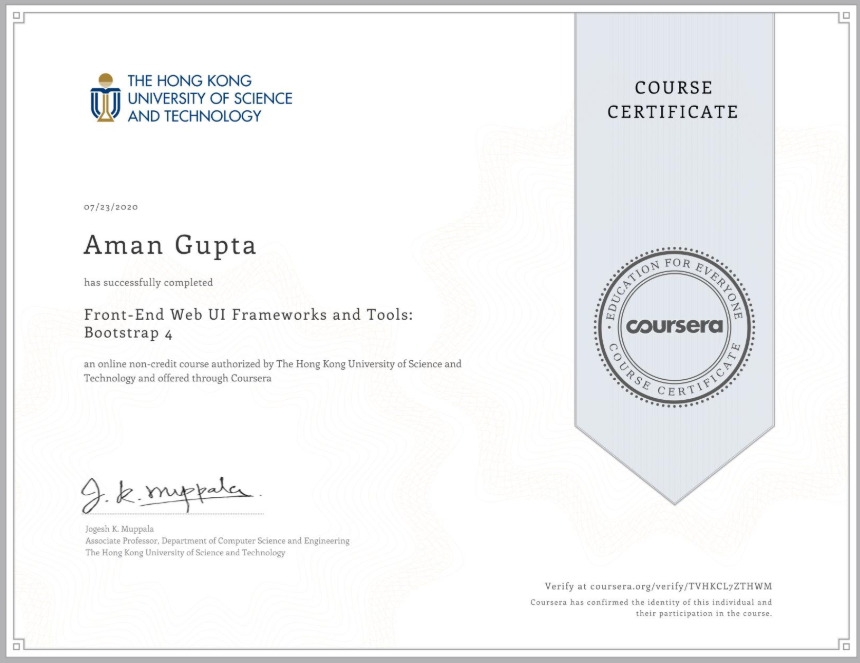 THE HONG KONG
UNIVERSITY OF SCIENCE
AND TECHNOLOGY
COURSE
CERTIFICATE
07/23/2020
Aman Gupta
has successfully completed
Front-End Web UI Frameworks and Tools:
Bootstrap 4
an online non-credit course authorized by The Hong Kong University of Science and
Technology and offered through Coursera
• EDUCATION FOR EVERYONE •
coursera
COURSE CERTIFICATE
J. K. Muppala
Jogesh K. Muppala
Associate Professor, Department of Computer Science and Engineering
The Hong Kong University of Science and Technology
Verify at coursera.org/verify/TVHKCL7ZTHWM
Coursera has confirmed the identity of this individual and
their participation in the course.